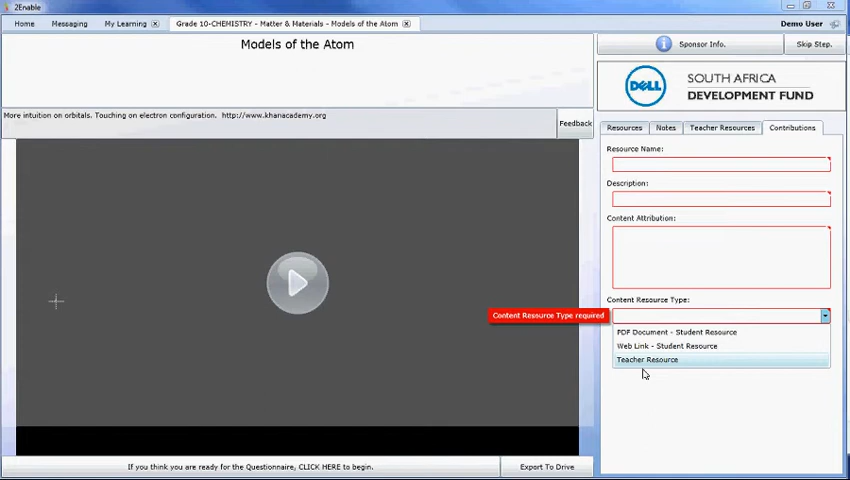 2Enable
Home Messaging My Learning Grade 10-CHEMISTRY - Matter & Materials - Models of the Atom Demo User
Models of the Atom
Sponsor Info. Skip Step.
DELL
SOUTH AFRICA
DEVELOPMENT FUND
More intuition on orbitals. Touching on electron configuration. http://www.khanacademy.org
Feedback
Resources Notes Teacher Resources Contributions
Resource Name:
Description:
Content Attribution:
Content Resource Type:
Content Resource Type required
PDF Document - Student Resource
Web Link - Student Resource
Teacher Resource
If you think you are ready for the Questionnaire, CLICK HERE to begin. Export To Drive